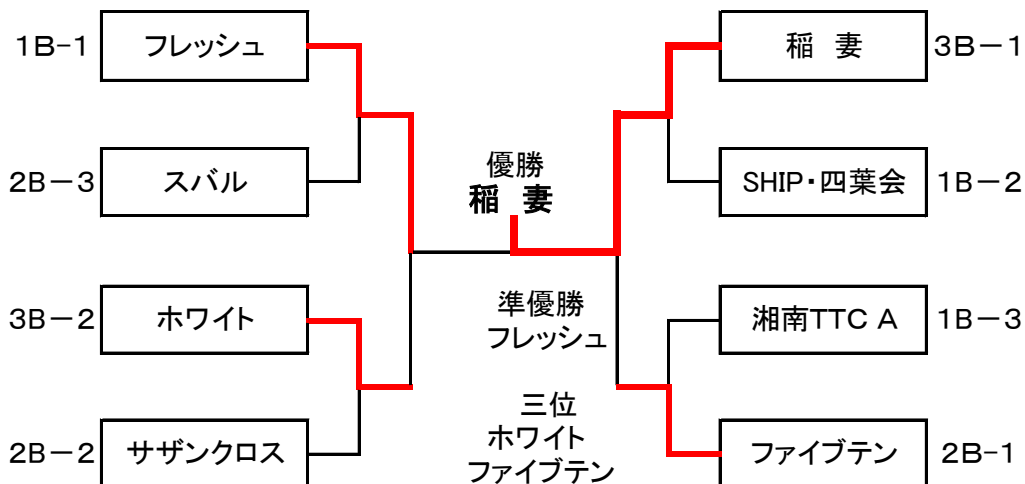 1B-1
フレッシュ
2B－3
スバル
3B－2
ホワイト
2B－2
サザンクロス
優勝
稲 妻
準優勝
フレッシュ
三位
ホワイト
ファイブテン
稲 妻
3B－1
SHIP・四葉会
1B－2
湘南TTC A
1B－3
ファイブテン
2B-1